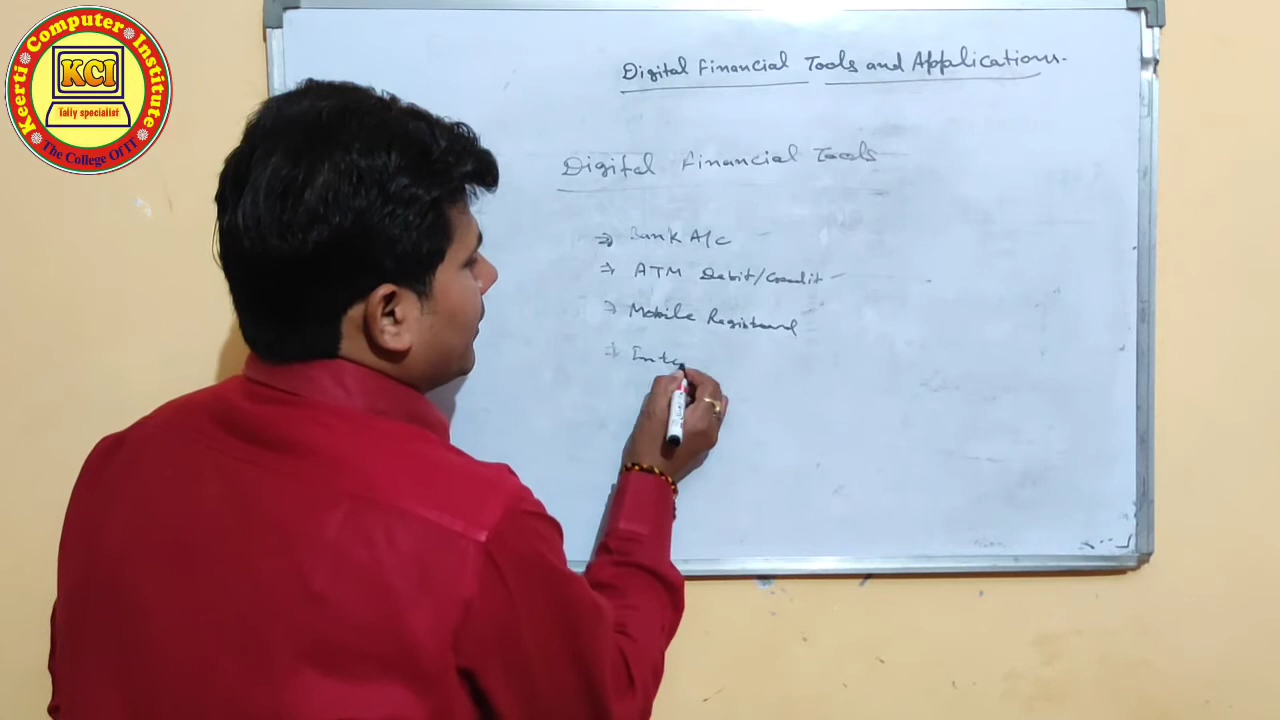 Keerti Computer Institute
KCI
Tally specialist
The College Of IT
Digital Financial Tools and Applications.
Digital Financial Tools
⇒ Bank A/C
⇒ ATM Debit/Credit
⇒ Mobile Registered
⇒ Inte